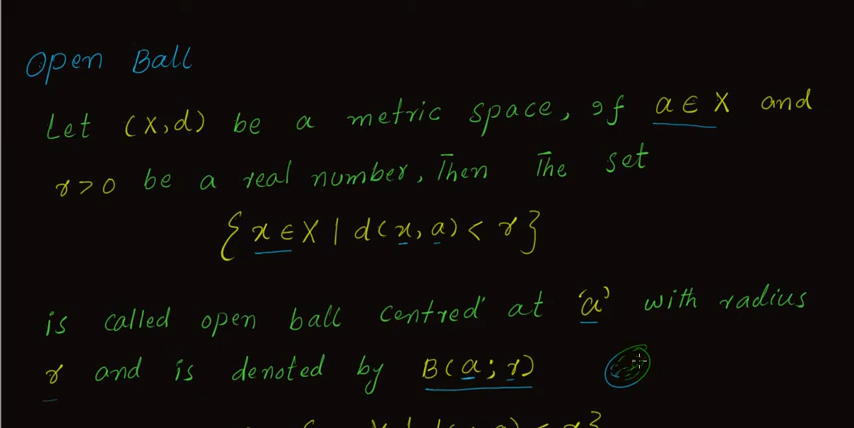 Open Ball
Let (X,d) be a metric space, If a ∈ X and
r > 0 be a real number, Then The set
{ x ∈ X | d(x, a) < r }
is called open ball centred at 'a' with radius
r and is denoted by B(a; r)